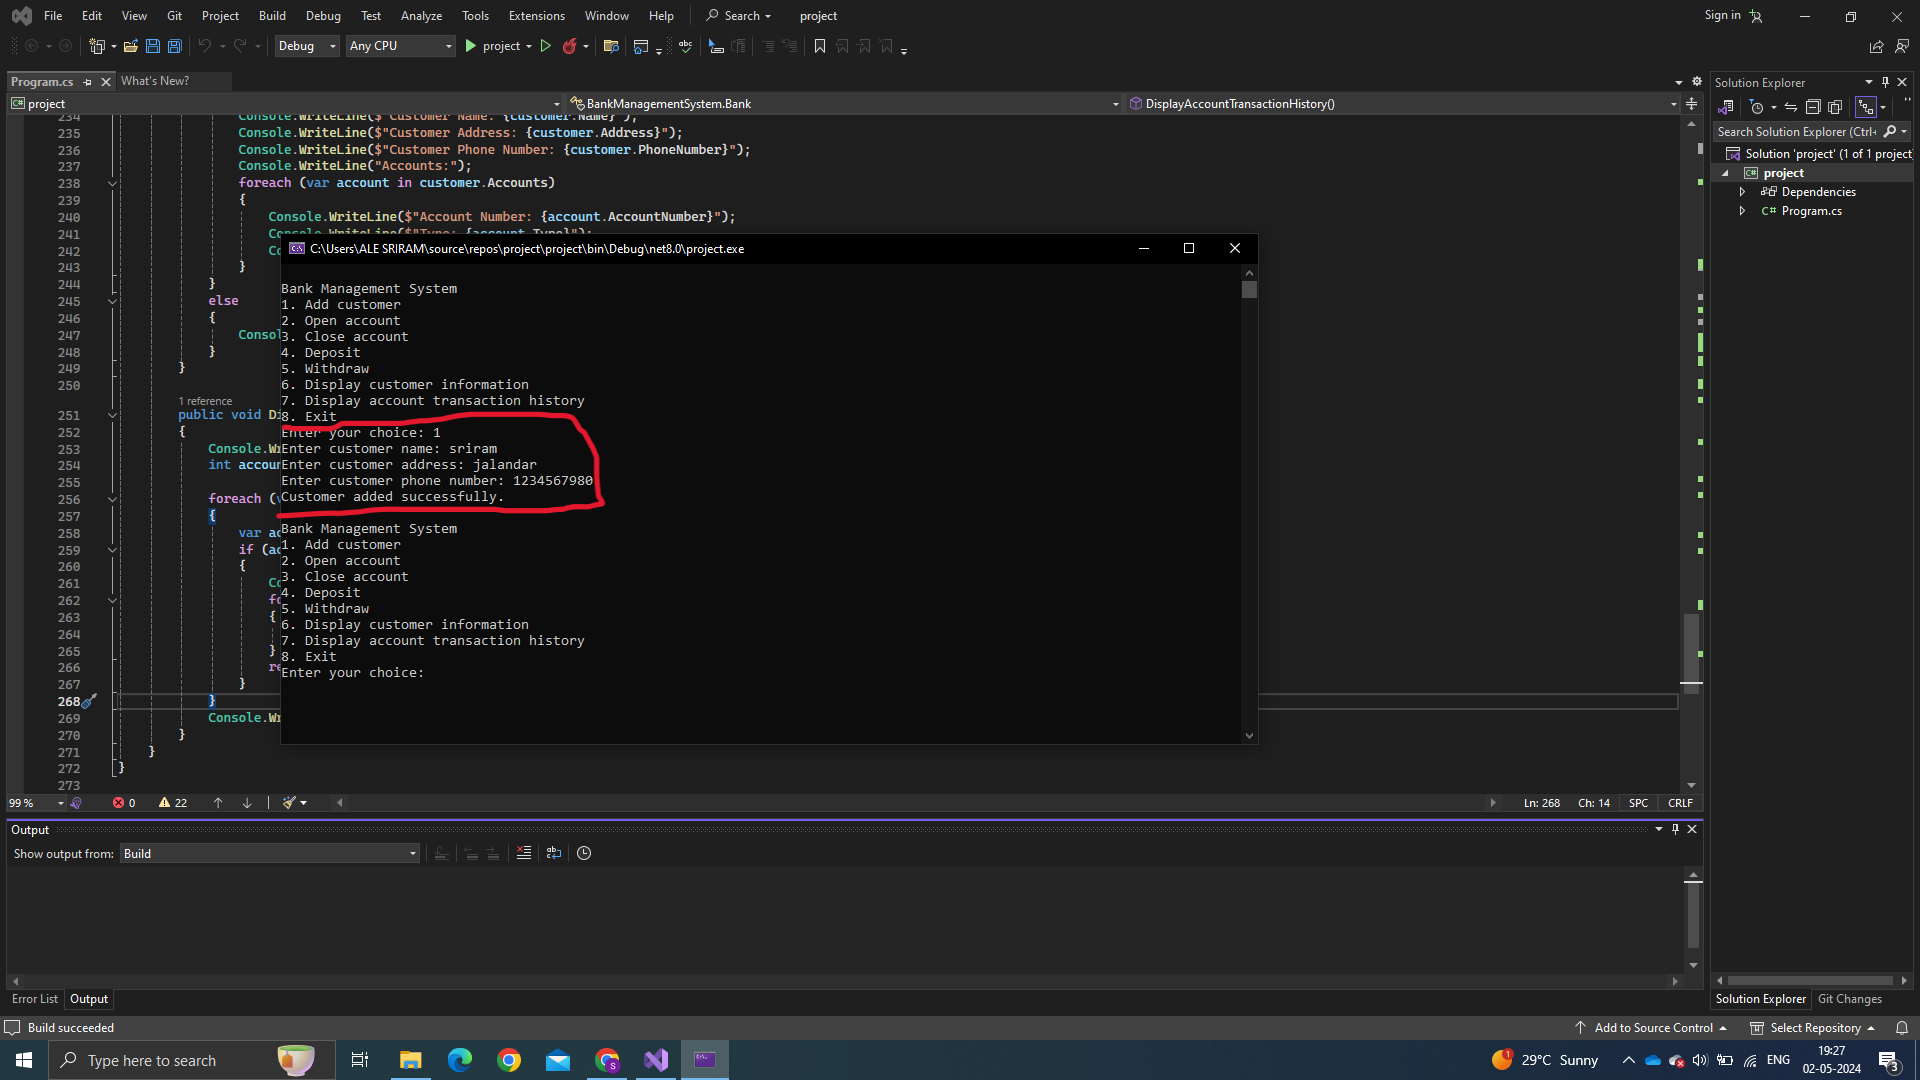 File Edit View Git Project Build Debug Test Analyze Tools Extensions Window Help Search project Sign in
Debug Any CPU project
Program.cs What's New? Solution Explorer
project BankManagementSystem.Bank DisplayAccountTransactionHistory()
Search Solution Explorer (Ctrl+
Solution 'project' (1 of 1 project
project
Dependencies
C# Program.cs
234 Console.WriteLine($"Customer Name: {customer.Name}");
235 Console.WriteLine($"Customer Address: {customer.Address}");
236 Console.WriteLine($"Customer Phone Number: {customer.PhoneNumber}");
237 Console.WriteLine("Accounts:");
238 foreach (var account in customer.Accounts)
239 {
240 Console.WriteLine($"Account Number: {account.AccountNumber}");
241 Console.WriteLine($"Type: {account.Type}");
242 Co
243 }
244 }
245 else
246 {
247 Consol
248 }
249 }
250
1 reference
251 public void Di
252 {
253 Console.Wr
254 int accoun
255
256 foreach (v
257 {
258 var ac
259 if (ac
260 {
261 Co
262 fo
263 {
264
265 }
266 re
267 }
268 }
269 Console.Wr
270 }
271 }
272 }
273
C:\Users\ALE SRIRAM\source\repos\project\project\bin\Debug\net8.0\project.exe
Bank Management System
1. Add customer
2. Open account
3. Close account
4. Deposit
5. Withdraw
6. Display customer information
7. Display account transaction history
8. Exit
Enter your choice: 1
Enter customer name: sriram
Enter customer address: jalandar
Enter customer phone number: 1234567980
Customer added successfully.
Bank Management System
1. Add customer
2. Open account
3. Close account
4. Deposit
5. Withdraw
6. Display customer information
7. Display account transaction history
8. Exit
Enter your choice:
99 % 0 22 Ln: 268 Ch: 14 SPC CRLF
Output
Show output from: Build
Error List Output
Solution Explorer Git Changes
Build succeeded Add to Source Control Select Repository
Type here to search 1 29°C Sunny ENG 19:27
02-05-2024 3